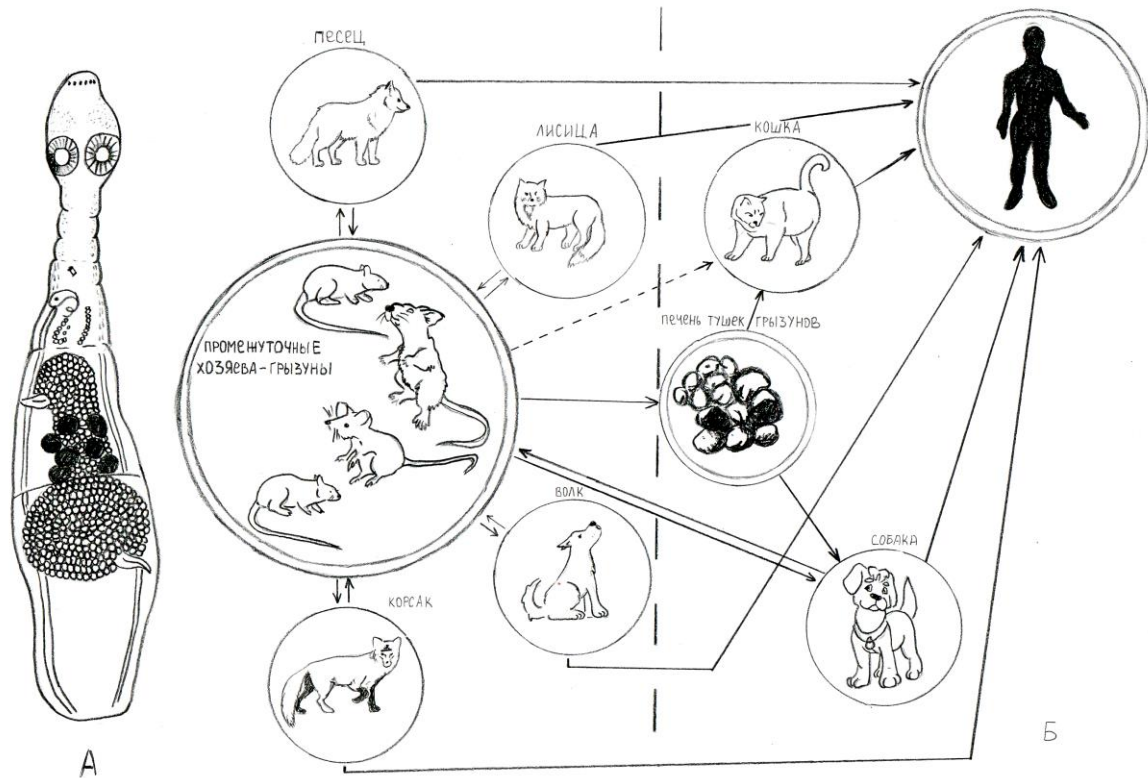 ПЕСЕЦ
ЛИСИЦА
КОШКА
ПРОМЕЖУТОЧНЫЕ
ХОЗЯЕВА-ГРЫЗУНЫ
ПЕЧЕНЬ ТУШЕК ГРЫЗУНОВ
ВОЛК
СОБАКА
КОРСАК
А
Б